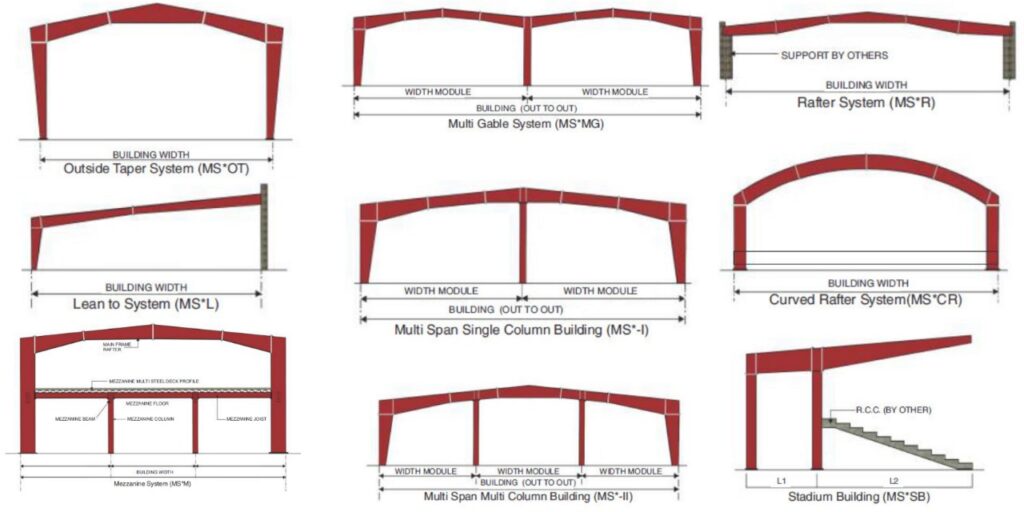 BUILDING WIDTH
Outside Taper System (MS*OT)
WIDTH MODULE
WIDTH MODULE
BUILDING (OUT TO OUT)
Multi Gable System (MS*MG)
SUPPORT BY OTHERS
BUILDING WIDTH
Rafter System (MS*R)
BUILDING WIDTH
Lean to System (MS*L)
WIDTH MODULE
WIDTH MODULE
BUILDING (OUT TO OUT)
Multi Span Single Column Building (MS*-I)
BUILDING WIDTH
Curved Rafter System(MS*CR)
MAIN FRAME
RAFTER
MEZZANINE MULTI STEEL DECK PROFILE
MEZZANINE FLOOR
MEZZANINE BEAM
MEZZANINE COLUMN
MEZZANINE JOIST
BUILDING WIDTH
Mezzanine System (MS*M)
WIDTH MODULE
WIDTH MODULE
WIDTH MODULE
BUILDING (OUT TO OUT)
Multi Span Multi Column Building (MS*-II)
R.C.C. (BY OTHER)
L1
L2
Stadium Building (MS*SB)